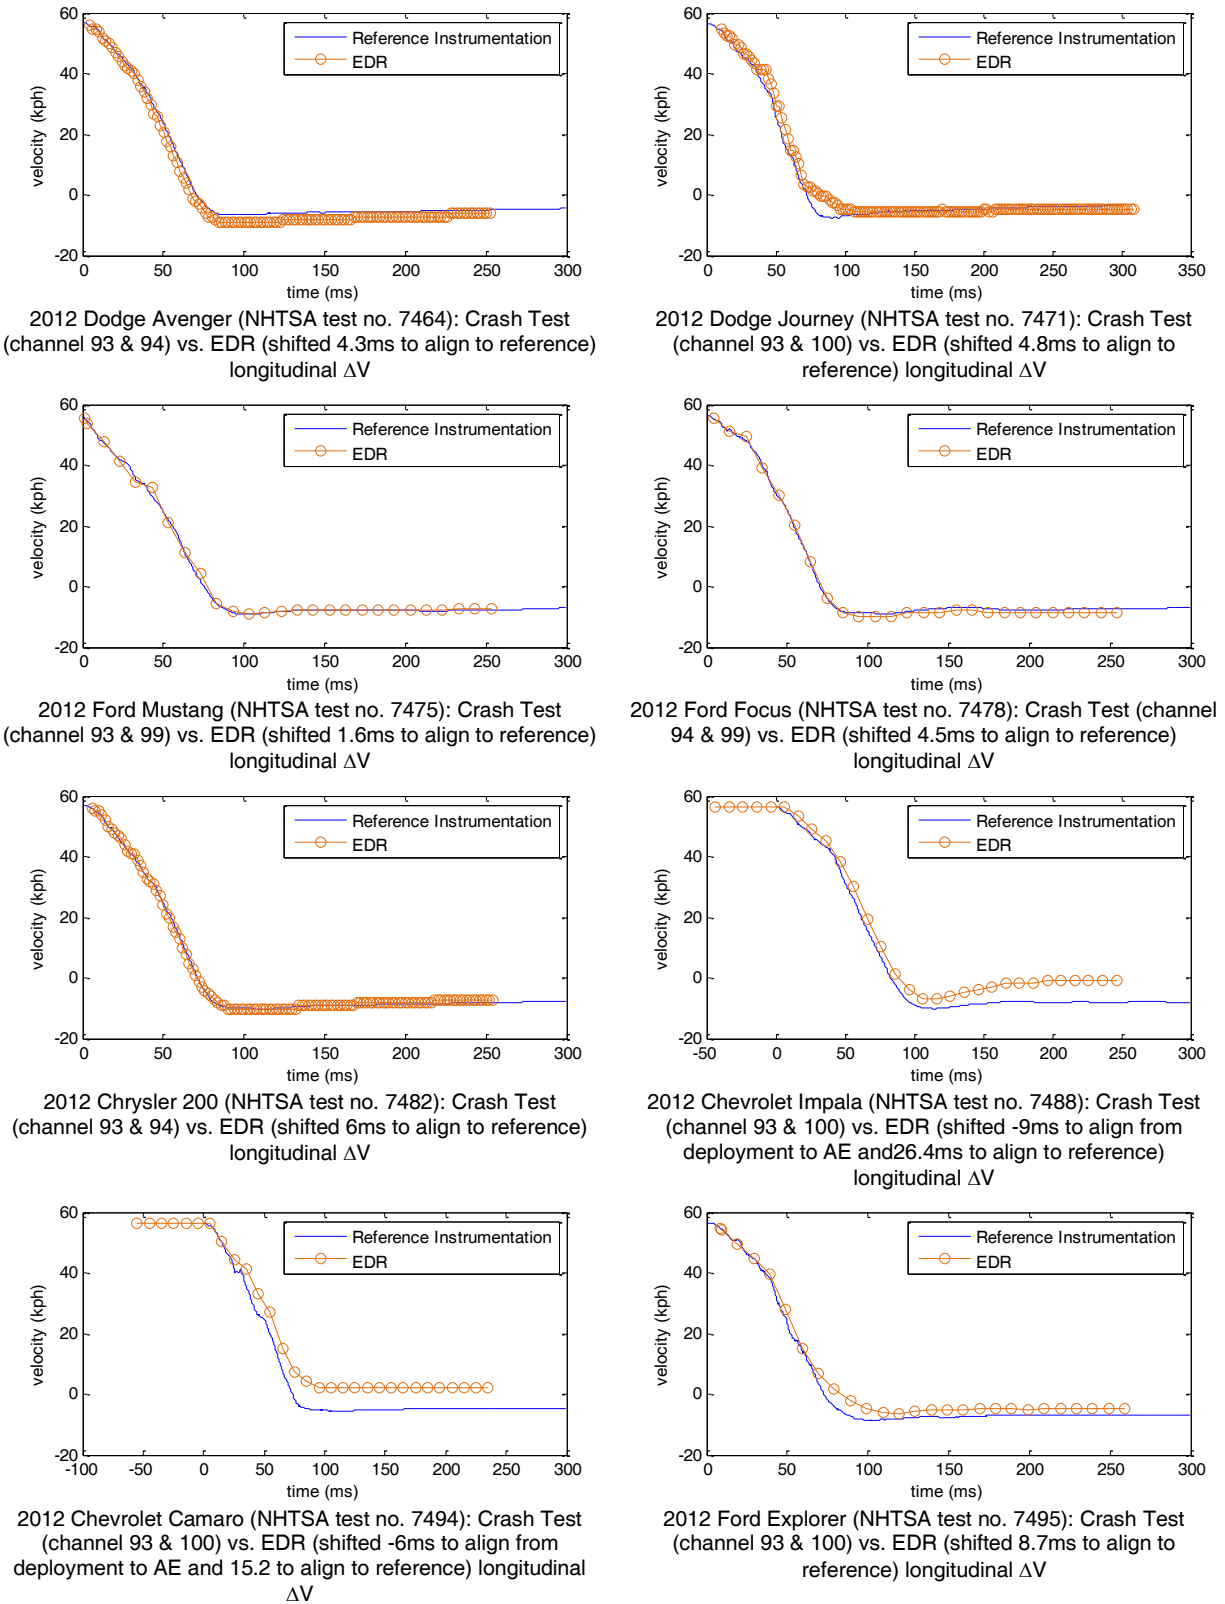 60
40
20
0
-20
velocity (kph)
Reference Instrumentation
EDR
0 50 100 150 200 250 300
time (ms)
2012 Dodge Avenger (NHTSA test no. 7464): Crash Test
(channel 93 & 94) vs. EDR (shifted 4.3ms to align to reference)
longitudinal ΔV
60
40
20
0
-20
velocity (kph)
Reference Instrumentation
EDR
0 50 100 150 200 250 300 350
time (ms)
2012 Dodge Journey (NHTSA test no. 7471): Crash Test
(channel 93 & 100) vs. EDR (shifted 4.8ms to align to
reference) longitudinal ΔV
60
40
20
0
-20
velocity (kph)
Reference Instrumentation
EDR
0 50 100 150 200 250 300
time (ms)
2012 Ford Mustang (NHTSA test no. 7475): Crash Test
(channel 93 & 99) vs. EDR (shifted 1.6ms to align to reference)
longitudinal ΔV
60
40
20
0
-20
velocity (kph)
Reference Instrumentation
EDR
0 50 100 150 200 250 300
time (ms)
2012 Ford Focus (NHTSA test no. 7478): Crash Test (channel
94 & 99) vs. EDR (shifted 4.5ms to align to reference)
longitudinal ΔV
60
40
20
0
-20
velocity (kph)
Reference Instrumentation
EDR
0 50 100 150 200 250 300
time (ms)
2012 Chrysler 200 (NHTSA test no. 7482): Crash Test
(channel 93 & 94) vs. EDR (shifted 6ms to align to reference)
longitudinal ΔV
60
40
20
0
-20
velocity (kph)
Reference Instrumentation
EDR
-50 0 50 100 150 200 250 300
time (ms)
2012 Chevrolet Impala (NHTSA test no. 7488): Crash Test
(channel 93 & 100) vs. EDR (shifted -9ms to align from
deployment to AE and26.4ms to align to reference)
longitudinal ΔV
60
40
20
0
-20
velocity (kph)
Reference Instrumentation
EDR
-100 -50 0 50 100 150 200 250 300
time (ms)
2012 Chevrolet Camaro (NHTSA test no. 7494): Crash Test
(channel 93 & 100) vs. EDR (shifted -6ms to align from
deployment to AE and 15.2 to align to reference) longitudinal
ΔV
60
40
20
0
-20
velocity (kph)
Reference Instrumentation
EDR
0 50 100 150 200 250 300
time (ms)
2012 Ford Explorer (NHTSA test no. 7495): Crash Test
(channel 93 & 100) vs. EDR (shifted 8.7ms to align to
reference) longitudinal ΔV